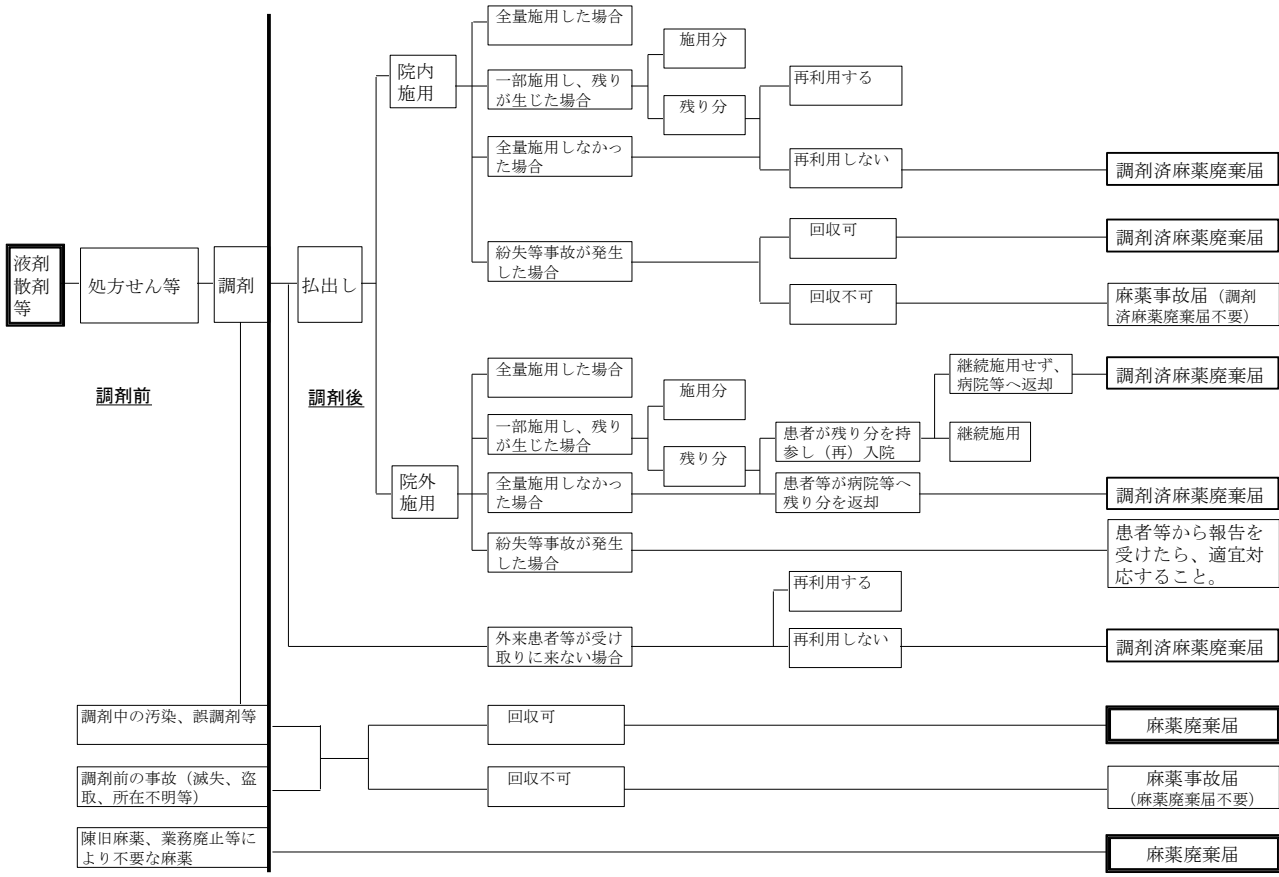 液剤
散剤
等
処方せん等
調剤
払出し
調剤前
調剤後
院内
施用
全量施用した場合
一部施用し、残り
が生じた場合
施用分
残り分
再利用する
全量施用しなかっ
た場合
再利用しない
調剤済麻薬廃棄届
紛失等事故が発生
した場合
回収可
調剤済麻薬廃棄届
回収不可
麻薬事故届（調剤
済麻薬廃棄届不要）
院外
施用
全量施用した場合
一部施用し、残り
が生じた場合
施用分
残り分
患者が残り分を持
参し（再）入院
継続施用せず、
病院等へ返却
調剤済麻薬廃棄届
継続施用
全量施用しなかっ
た場合
患者等が病院等へ
残り分を返却
調剤済麻薬廃棄届
紛失等事故が発生
した場合
患者等から報告を
受けたら、適宜対
応すること。
外来患者等が受け
取りに来ない場合
再利用する
再利用しない
調剤済麻薬廃棄届
調剤中の汚染、誤調剤等
回収可
麻薬廃棄届
調剤前の事故（滅失、盗
取、所在不明等）
回収不可
麻薬事故届
（麻薬廃棄届不要）
陳旧麻薬、業務廃止等に
より不要な麻薬
麻薬廃棄届